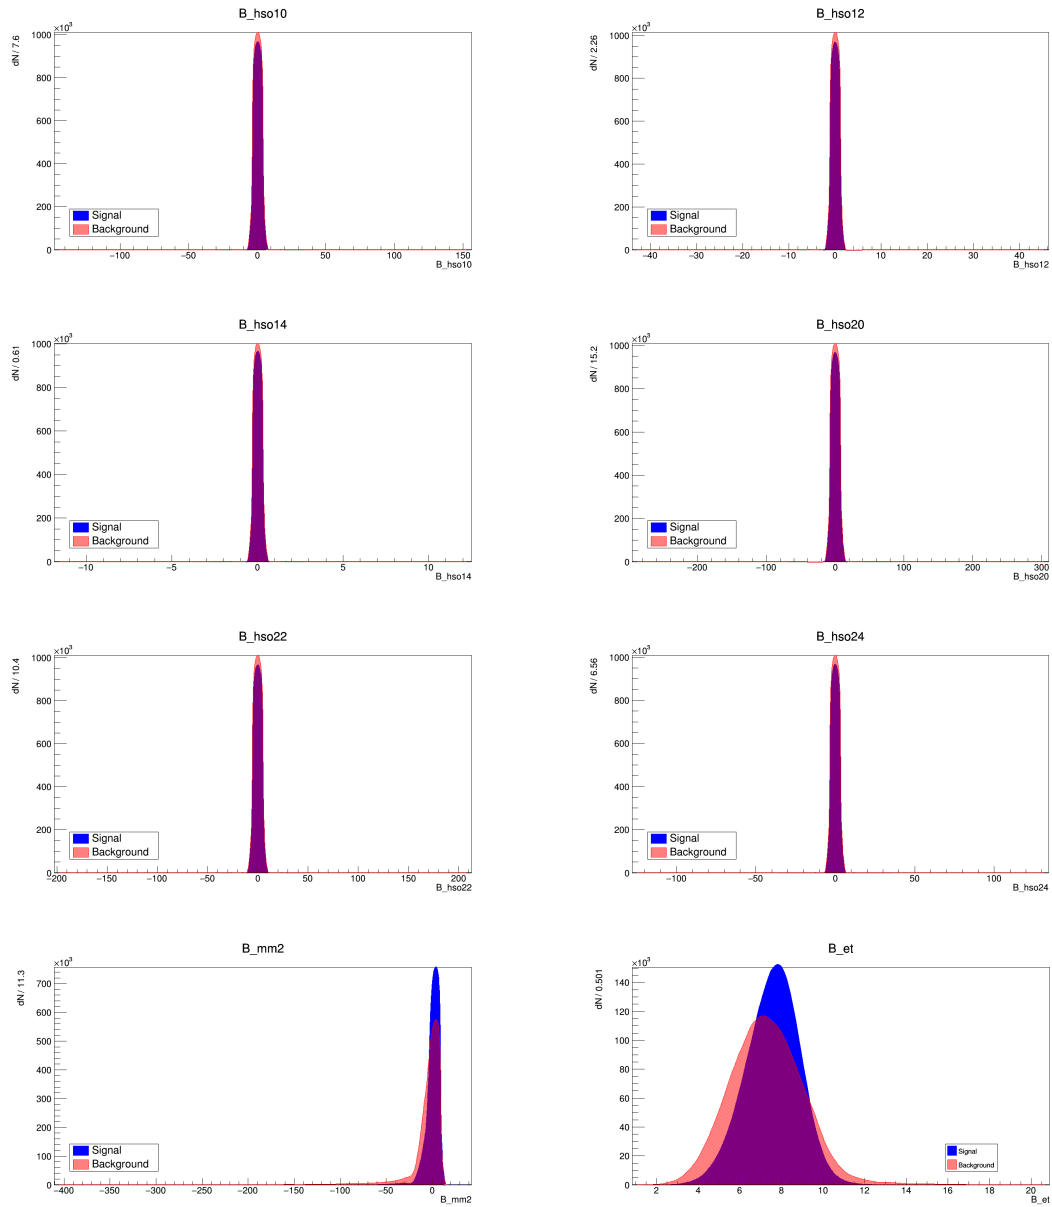 B_hso10
×10³
dN / 7.6
1000
800
600
400
200
0
Signal
Background
−100 −50 0 50 100 150
B_hso10
B_hso12
×10³
dN / 2.26
1000
800
600
400
200
0
Signal
Background
−40 −30 −20 −10 0 10 20 30 40
B_hso12
B_hso14
×10³
dN / 0.61
1000
800
600
400
200
0
Signal
Background
−10 −5 0 5 10
B_hso14
B_hso20
×10³
dN / 15.2
1000
800
600
400
200
0
Signal
Background
−200 −100 0 100 200 300
B_hso20
B_hso22
×10³
dN / 10.4
1000
800
600
400
200
0
Signal
Background
−200 −150 −100 −50 0 50 100 150 200
B_hso22
B_hso24
×10³
dN / 6.56
1000
800
600
400
200
0
Signal
Background
−100 −50 0 50 100
B_hso24
B_mm2
×10³
dN / 11.3
700
600
500
400
300
200
100
0
Signal
Background
−400 −350 −300 −250 −200 −150 −100 −50 0
B_mm2
B_et
×10³
dN / 0.501
140
120
100
80
60
40
20
0
Signal
Background
2 4 6 8 10 12 14 16 18 20
B_et